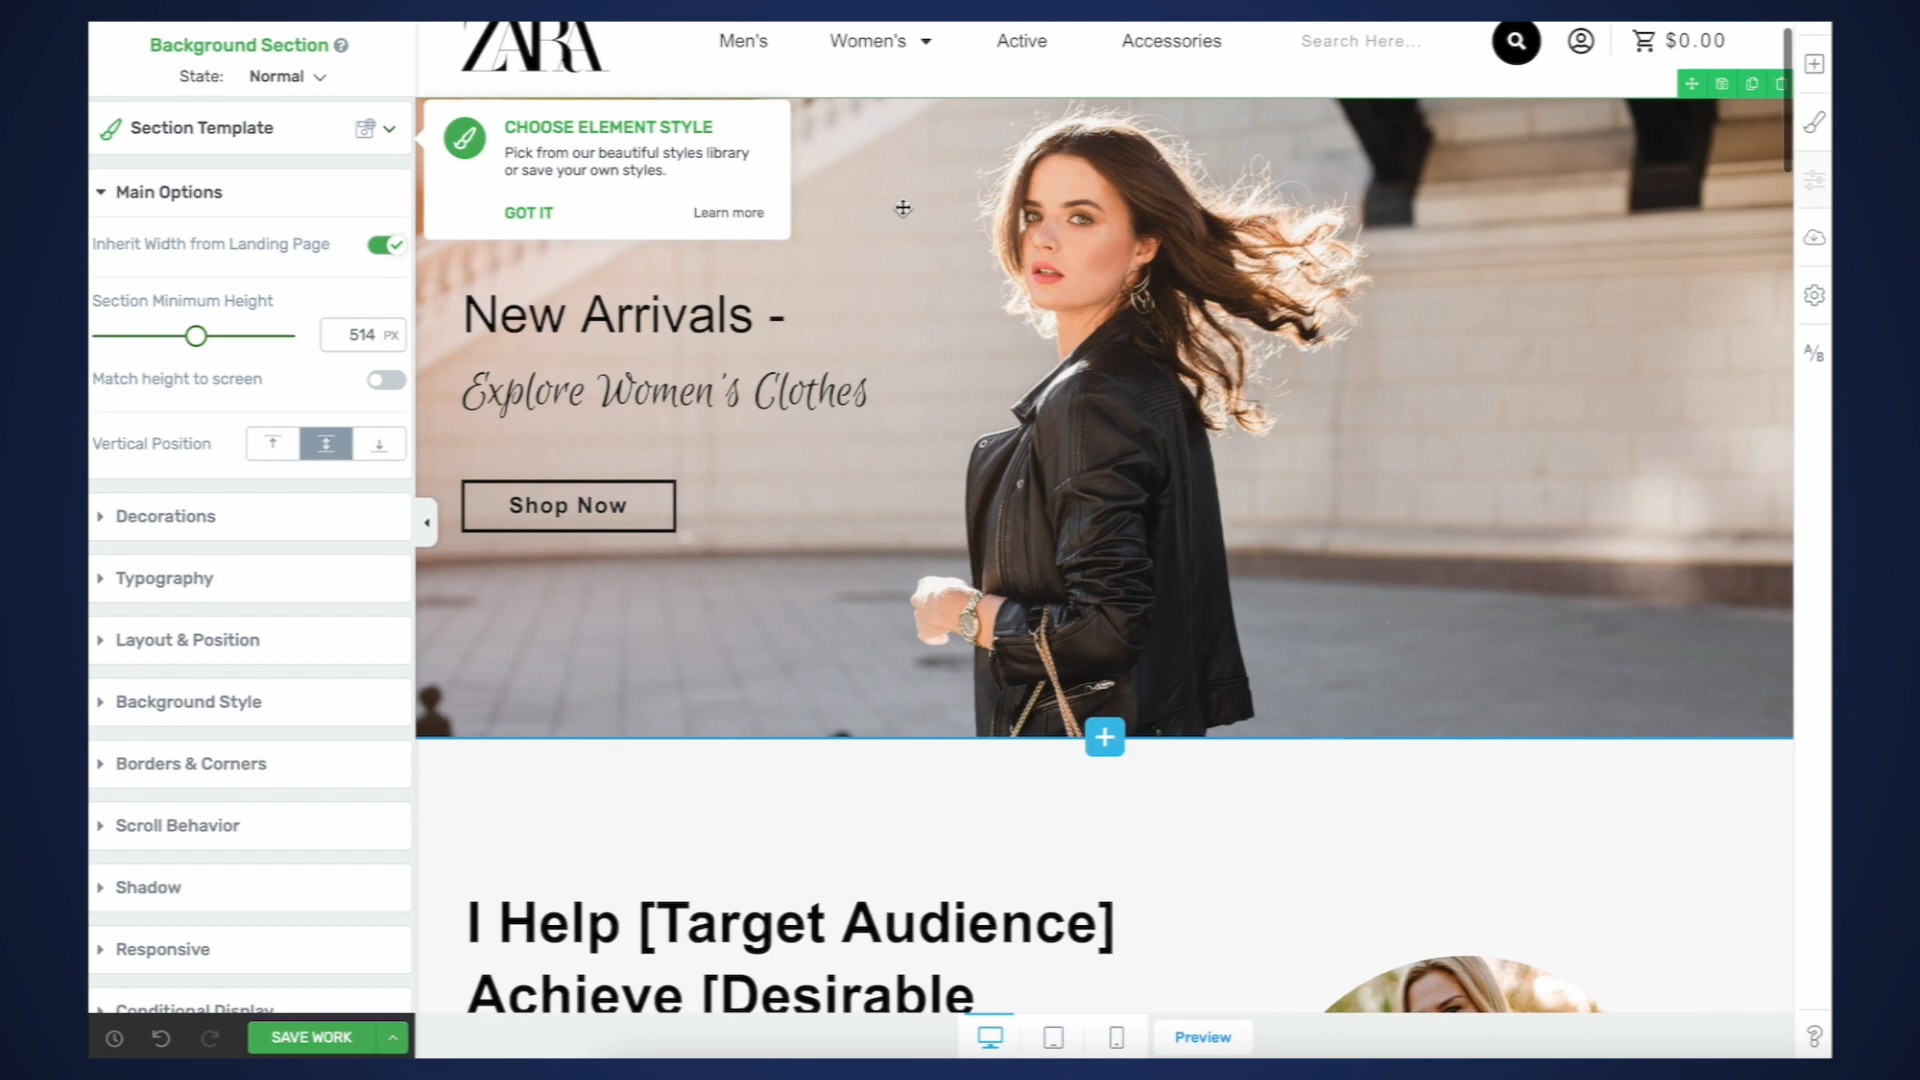 Background Section
State: Normal
Section Template
Main Options
Inherit Width from Landing Page
Section Minimum Height
514 PX
Match height to screen
Vertical Position
Decorations
Typography
Layout & Position
Background Style
Borders & Corners
Scroll Behavior
Shadow
Responsive
Conditional Display
SAVE WORK
ZARA
Men's
Women's
Active
Accessories
Search Here...
$0.00
CHOOSE ELEMENT STYLE
Pick from our beautiful styles library
or save your own styles.
GOT IT
Learn more
New Arrivals -
Explore Women's Clothes
Shop Now
I Help [Target Audience]
Achieve [Desirable
Preview
A/B